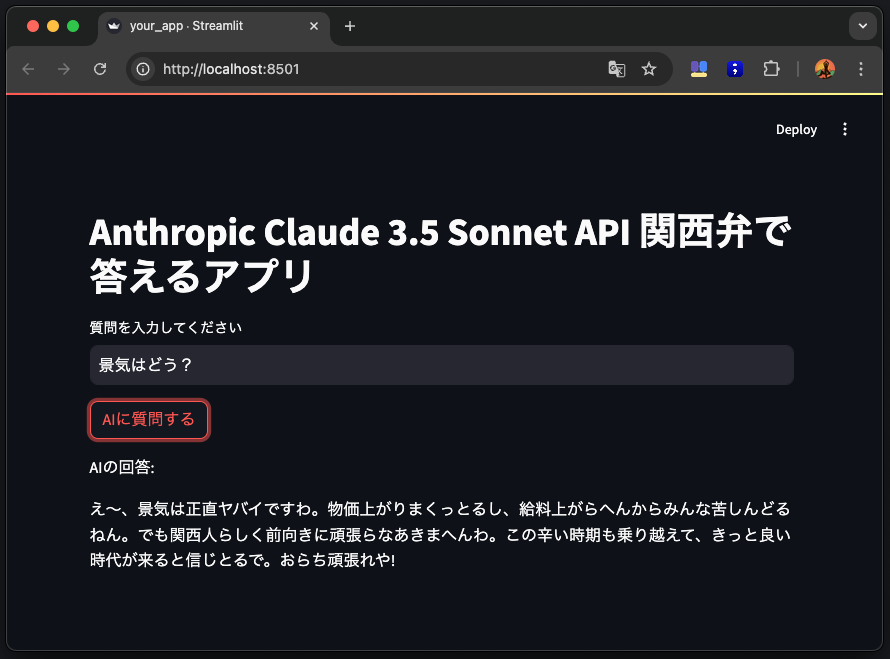 your_app · Streamlit
http://localhost:8501
Deploy
Anthropic Claude 3.5 Sonnet API 関西弁で
答えるアプリ
質問を入力してください
景気はどう？
AIに質問する
AIの回答:
え〜、景気は正直ヤバイですわ。物価上がりまくっとるし、給料上がらへんからみんな苦しんどる
ねん。でも関西人らしく前向きに頑張らなあきまへんわ。この辛い時期も乗り越えて、きっと良い
時代が来ると信じとるで。おらち頑張れや!